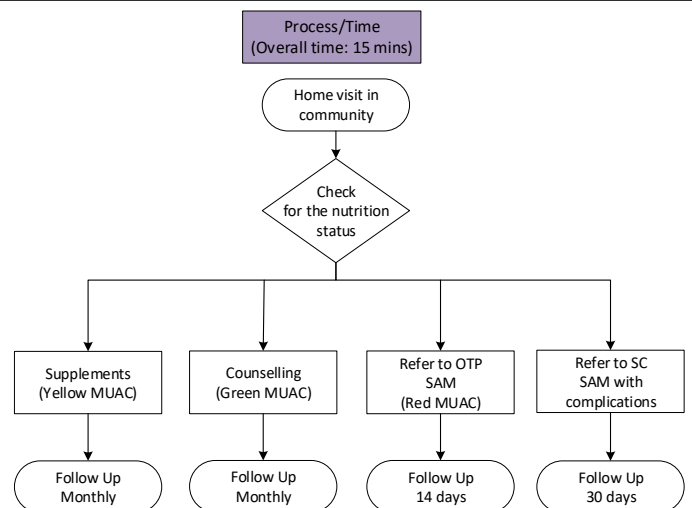 Process/Time
(Overall time: 15 mins)
Home visit in
community
Check
for the nutrition
status
Supplements
(Yellow MUAC)
Counselling
(Green MUAC)
Refer to OTP
SAM
(Red MUAC)
Refer to SC
SAM with
complications
Follow Up
Monthly
Follow Up
Monthly
Follow Up
14 days
Follow Up
30 days